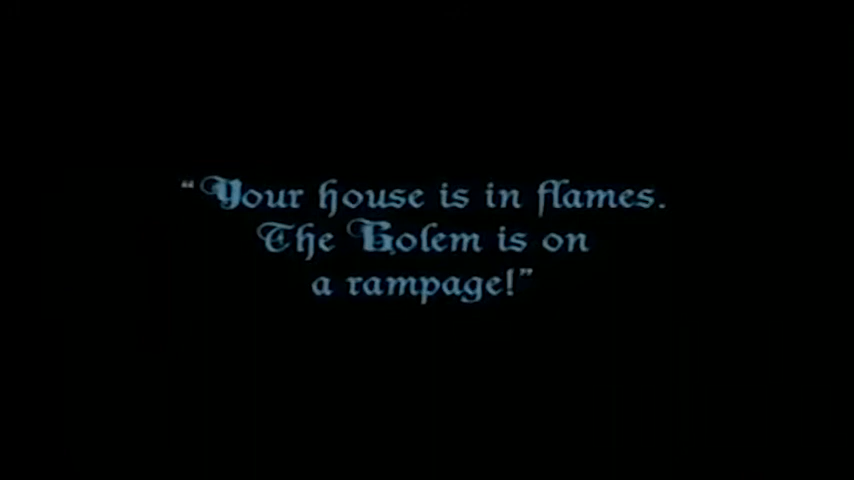 “Your house is in flames.
The Golem is on
a rampage!”